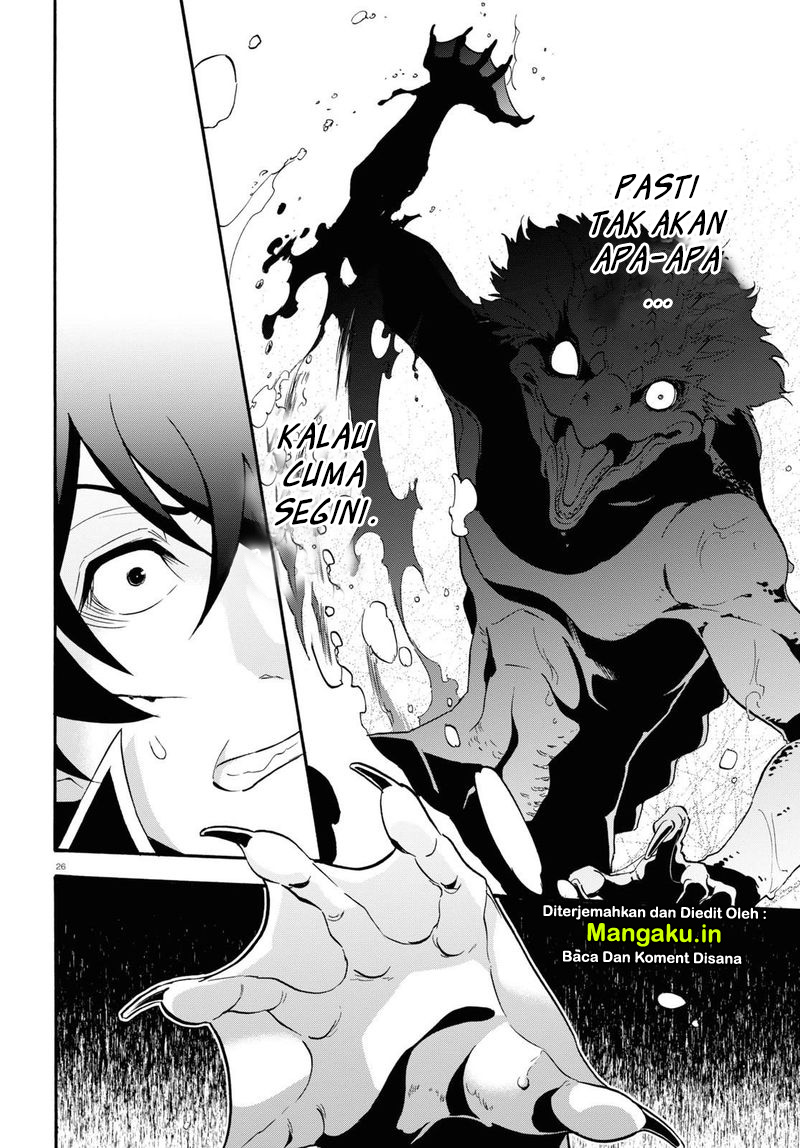 PASTI
TAK AKAN
APA-APA
...
KALAU
CUMA
SEGINI.
26
Diterjemahkan dan Diedit Oleh :
Mangaku.in
Baca Dan Koment Disana